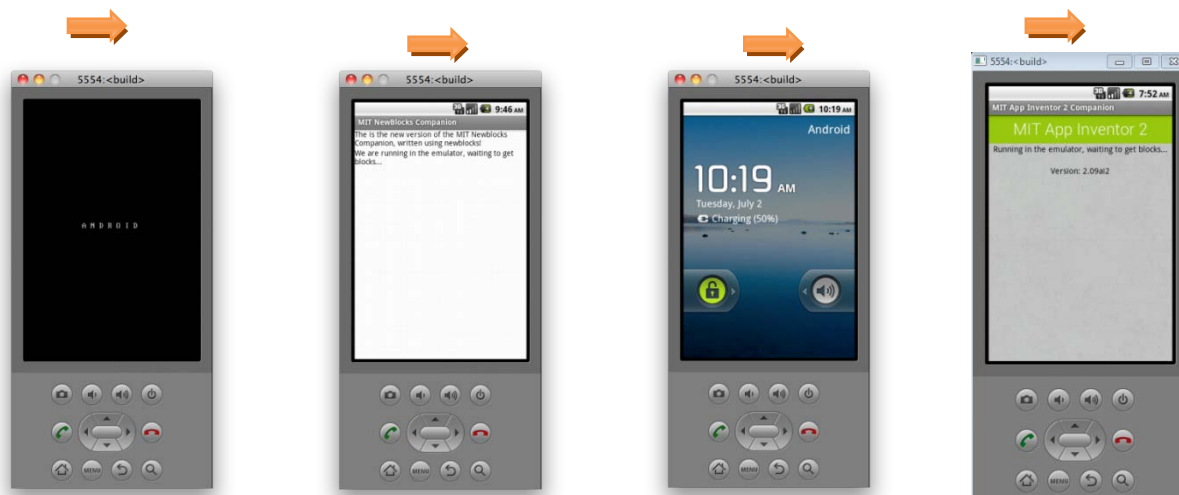 5554:<build>
ANDROID
MENU
5554:<build>
3G 9:46 AM
MIT NewBlocks Companion
The is the new version of the MIT Newblocks
Companion, written using newblocks!
We are running in the emulator, waiting to get
blocks...
MENU
5554:<build>
3G 10:19 AM
Android
10:19 AM
Tuesday, July 2
Charging (50%)
MENU
5554:<build>
3G 7:52 AM
MIT App Inventor 2 Companion
MIT App Inventor 2
Running in the emulator, waiting to get blocks...
Version: 2.09ai2
MENU